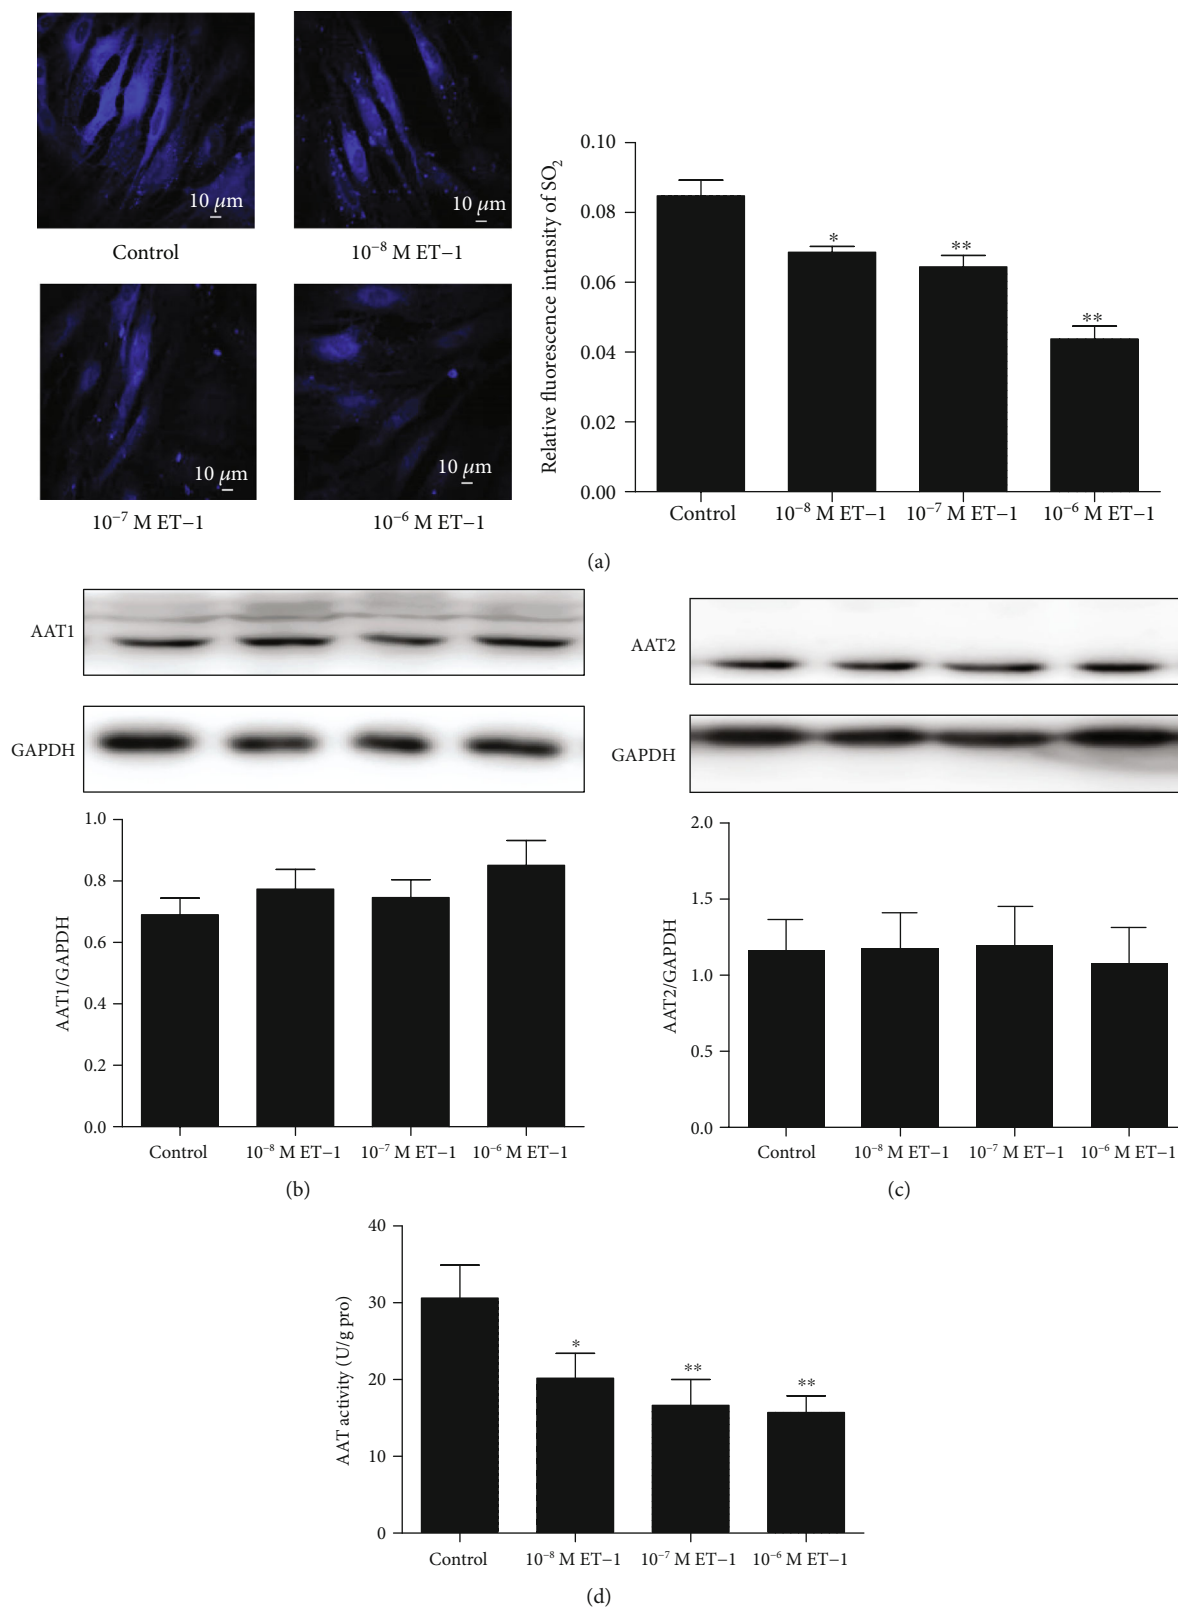 10 μm
10 μm
Control
10⁻⁸ M ET−1
10 μm
10 μm
10⁻⁷ M ET−1
10⁻⁶ M ET−1
Relative fluorescence intensity of SO₂
0.10
0.08
0.06
0.04
0.02
0.00
*
**
**
Control
10⁻⁸ M ET−1
10⁻⁷ M ET−1
10⁻⁶ M ET−1
(a)
AAT1
GAPDH
AAT1/GAPDH
1.0
0.8
0.6
0.4
0.2
0.0
Control
10⁻⁸ M ET−1
10⁻⁷ M ET−1
10⁻⁶ M ET−1
(b)
AAT2
GAPDH
AAT2/GAPDH
2.0
1.5
1.0
0.5
0.0
Control
10⁻⁸ M ET−1
10⁻⁷ M ET−1
10⁻⁶ M ET−1
(c)
AAT activity (U/g pro)
40
30
20
10
0
*
**
**
Control
10⁻⁸ M ET−1
10⁻⁷ M ET−1
10⁻⁶ M ET−1
(d)